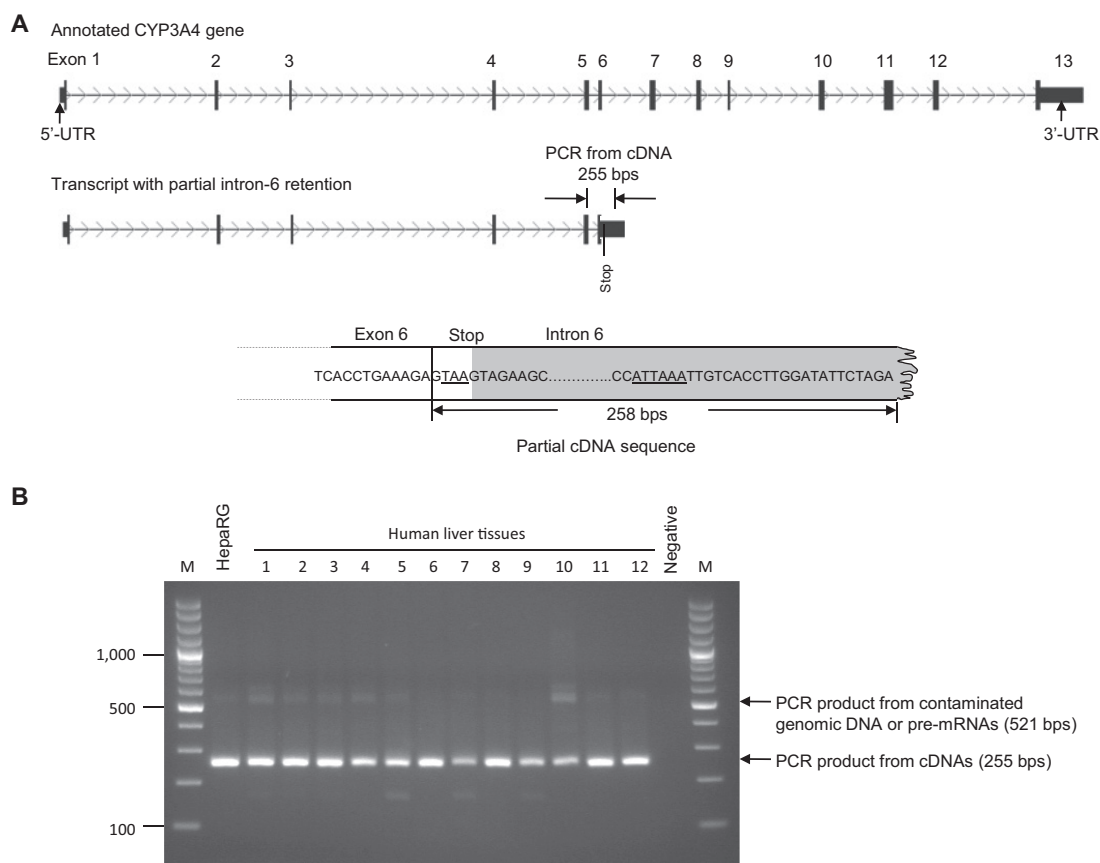 A
Annotated CYP3A4 gene
Exon 1 2 3 4 5 6 7 8 9 10 11 12 13
5'-UTR 3'-UTR
PCR from cDNA
255 bps
Transcript with partial intron-6 retention
Stop
Exon 6 Stop Intron 6
TCACCTGAAAGAGTAAGTAGAAGC.............CCATTAAATTGTCACCTTGGATATTCTAGA
258 bps
Partial cDNA sequence
B
HepaRG Human liver tissues Negative
M 1 2 3 4 5 6 7 8 9 10 11 12 M
1,000
500
PCR product from contaminated
genomic DNA or pre-mRNAs (521 bps)
PCR product from cDNAs (255 bps)
100